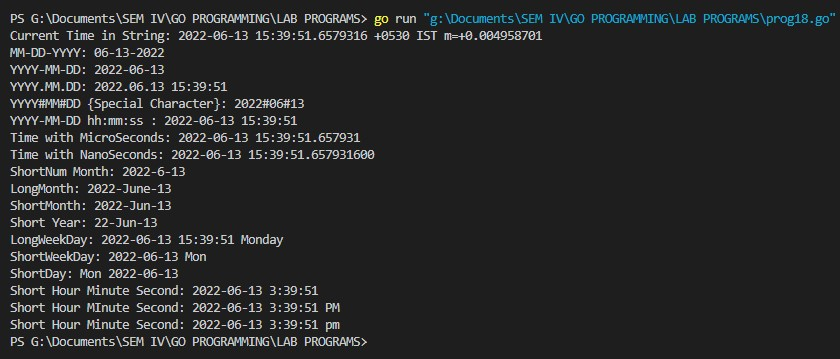 PS G:\Documents\SEM IV\GO PROGRAMMING\LAB PROGRAMS> go run "g:\Documents\SEM IV\GO PROGRAMMING\LAB PROGRAMS\prog18.go"
Current Time in String: 2022-06-13 15:39:51.6579316 +0530 IST m=+0.004958701
MM-DD-YYYY: 06-13-2022
YYYY-MM-DD: 2022-06-13
YYYY.MM.DD: 2022.06.13 15:39:51
YYYY#MM#DD {Special Character}: 2022#06#13
YYYY-MM-DD hh:mm:ss : 2022-06-13 15:39:51
Time with MicroSeconds: 2022-06-13 15:39:51.657931
Time with NanoSeconds: 2022-06-13 15:39:51.657931600
ShortNum Month: 2022-6-13
LongMonth: 2022-June-13
ShortMonth: 2022-Jun-13
Short Year: 22-Jun-13
LongWeekDay: 2022-06-13 15:39:51 Monday
ShortWeekDay: 2022-06-13 Mon
ShortDay: Mon 2022-06-13
Short Hour Minute Second: 2022-06-13 3:39:51
Short Hour MInute Second: 2022-06-13 3:39:51 PM
Short Hour Minute Second: 2022-06-13 3:39:51 pm
PS G:\Documents\SEM IV\GO PROGRAMMING\LAB PROGRAMS>